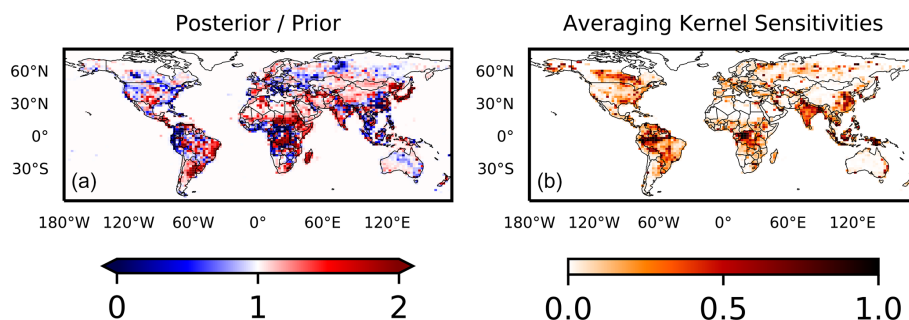 Posterior / Prior
Averaging Kernel Sensitivities
60°N
30°N
0°
30°S
(a)
180°W 120°W 60°W 0° 60°E 120°E
60°N
30°N
0°
30°S
(b)
180°W 120°W 60°W 0° 60°E 120°E
0 1 2
0.0 0.5 1.0